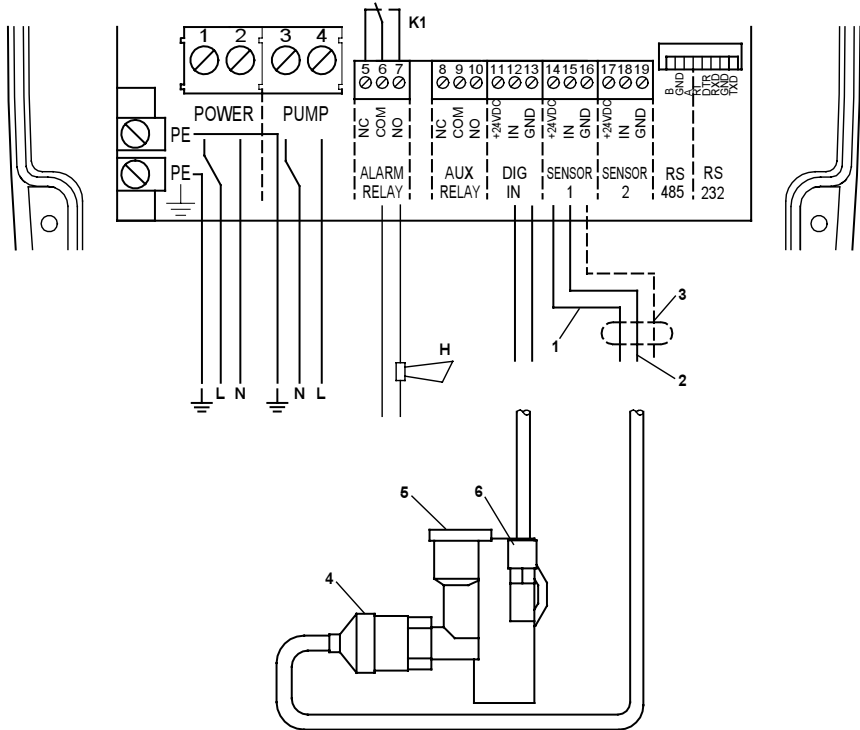 K1
1 2 3 4
5 6 7 8 9 10 11 12 13 14 15 16 17 18 19
POWER PUMP
PE
PE
NC COM NO NC COM NO +24VDC IN GND +24VDC IN GND +24VDC IN GND
B GND A RI DTR RXD GND TXD
ALARM RELAY
AUX RELAY
DIG IN
SENSOR 1
SENSOR 2
RS 485
RS 232
3
1
2
H
L N N L
5
6
4